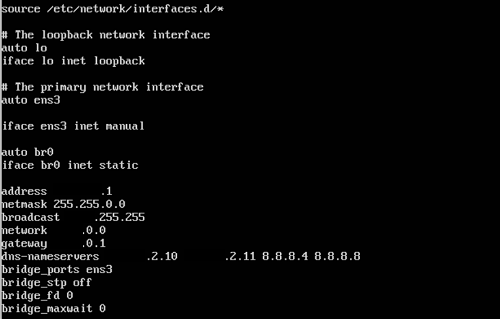 source /etc/network/interfaces.d/*
# The loopback network interface
auto lo
iface lo inet loopback
# The primary network interface
auto ens3
iface ens3 inet manual
auto br0
iface br0 inet static
address .1
netmask 255.255.0.0
broadcast .255.255
network .0.0
gateway .0.1
dns-nameservers .2.10 .2.11 8.8.8.4 8.8.8.8
bridge_ports ens3
bridge_stp off
bridge_fd 0
bridge_maxwait 0